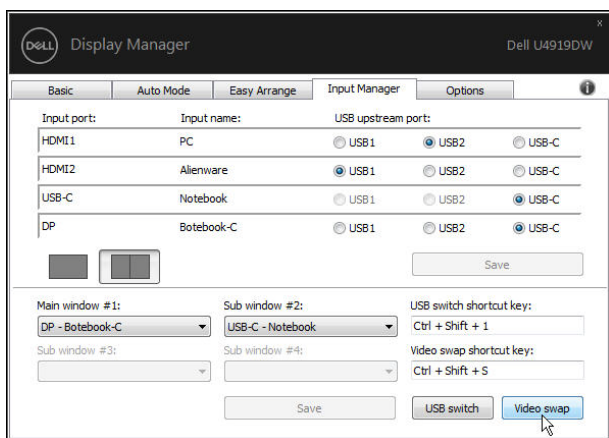 DELL Display Manager Dell U4919DW
x
Basic Auto Mode Easy Arrange Input Manager Options i
Input port: Input name: USB upstream port:
HDMI1 PC USB1 USB2 USB-C
HDMI2 Alienware USB1 USB2 USB-C
USB-C Notebook USB1 USB2 USB-C
DP Botebook-C USB1 USB2 USB-C
Save
Main window #1: Sub window #2: USB switch shortcut key:
DP - Botebook-C USB-C - Notebook Ctrl + Shift + 1
Sub window #3: Sub window #4: Video swap shortcut key:
Ctrl + Shift + S
Save USB switch Video swap